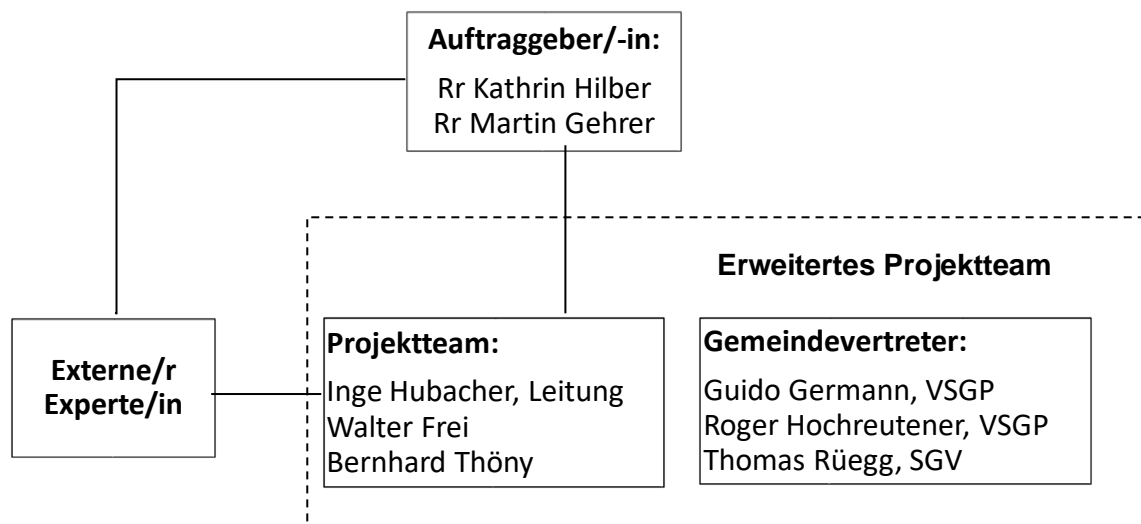 Auftraggeber/-in:
Rr Kathrin Hilber
Rr Martin Gehrer
Erweitertes Projektteam
Externe/r
Experte/in
Projektteam:
Inge Hubacher, Leitung
Walter Frei
Bernhard Thöny
Gemeindevertreter:
Guido Germann, VSGP
Roger Hochreutener, VSGP
Thomas Rüegg, SGV